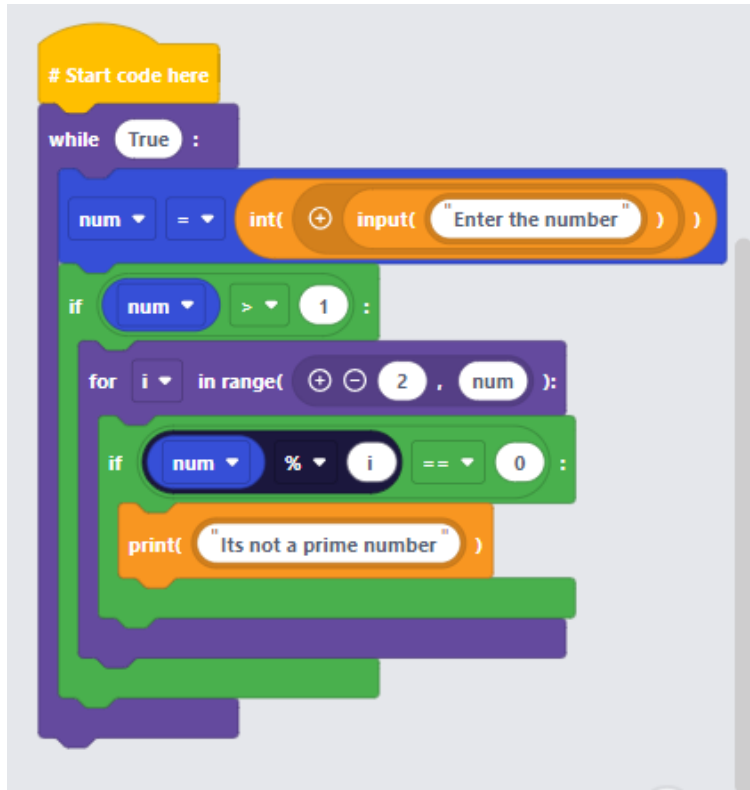 # Start code here
while True :
num = int( input( "Enter the number" ) )
if num > 1 :
for i in range( 2 , num ):
if num % i == 0 :
print( "Its not a prime number" )